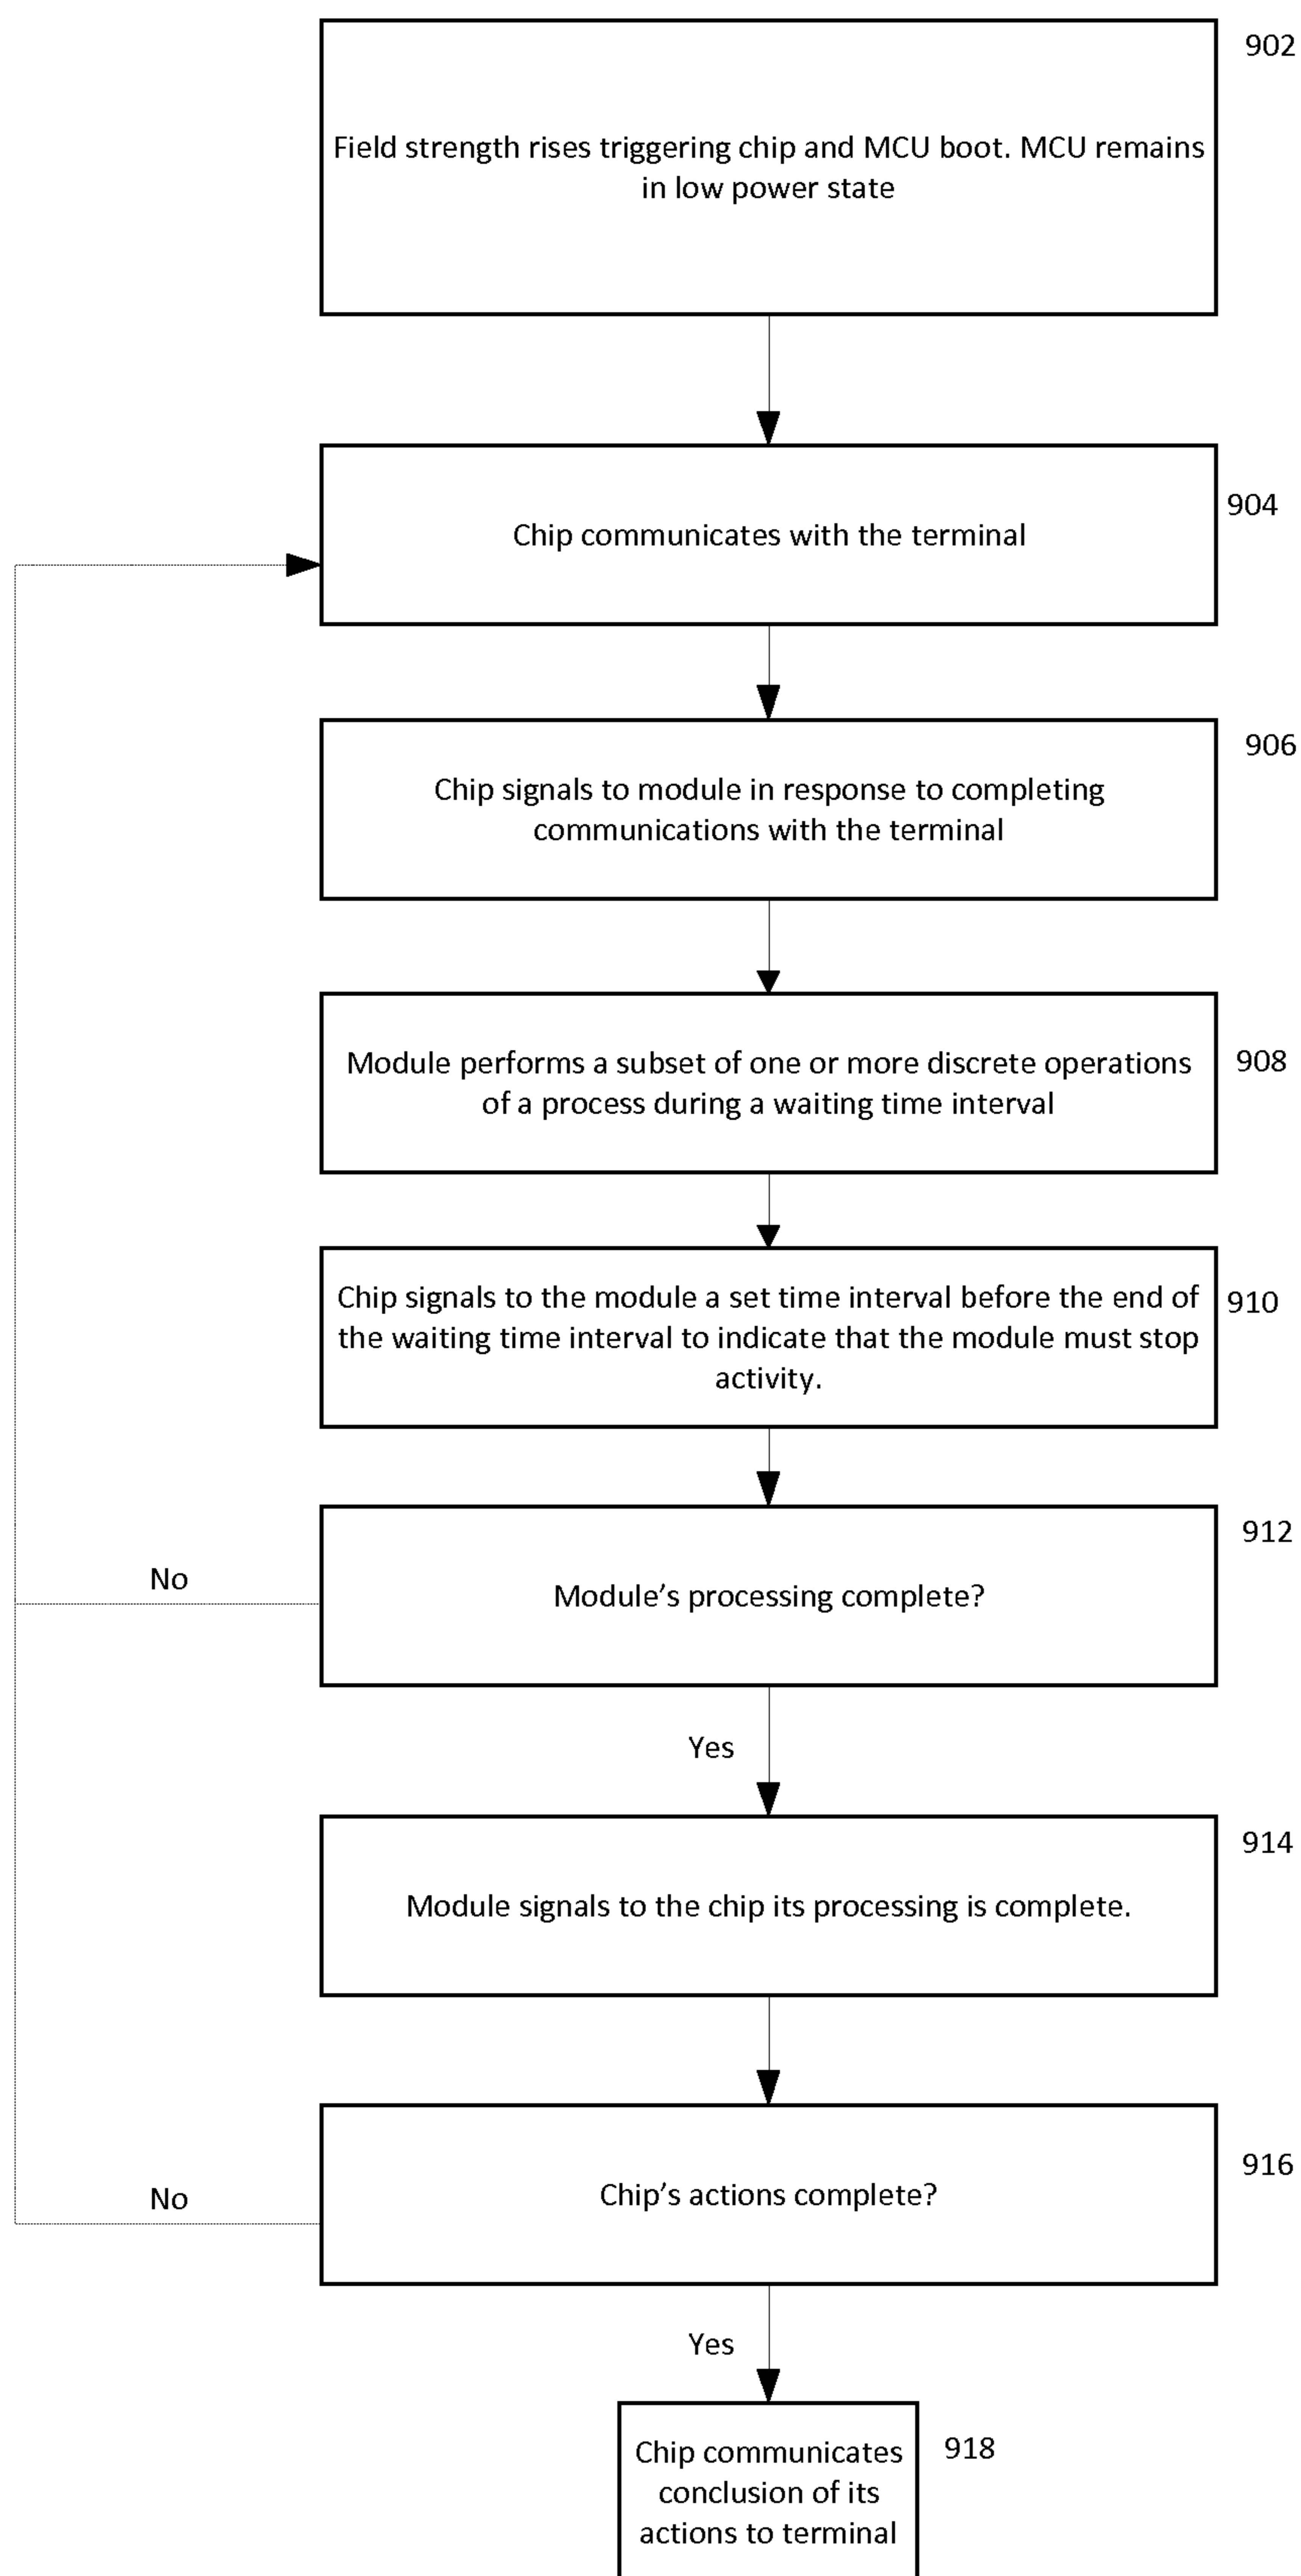 902
Field strength rises triggering chip and MCU boot. MCU remains
in low power state
904
Chip communicates with the terminal
906
Chip signals to module in response to completing
communications with the terminal
908
Module performs a subset of one or more discrete operations
of a process during a waiting time interval
910
Chip signals to the module a set time interval before the end of
the waiting time interval to indicate that the module must stop
activity.
912
No
Module’s processing complete?
Yes
914
Module signals to the chip its processing is complete.
916
No
Chip’s actions complete?
Yes
918
Chip communicates
conclusion of its
actions to terminal